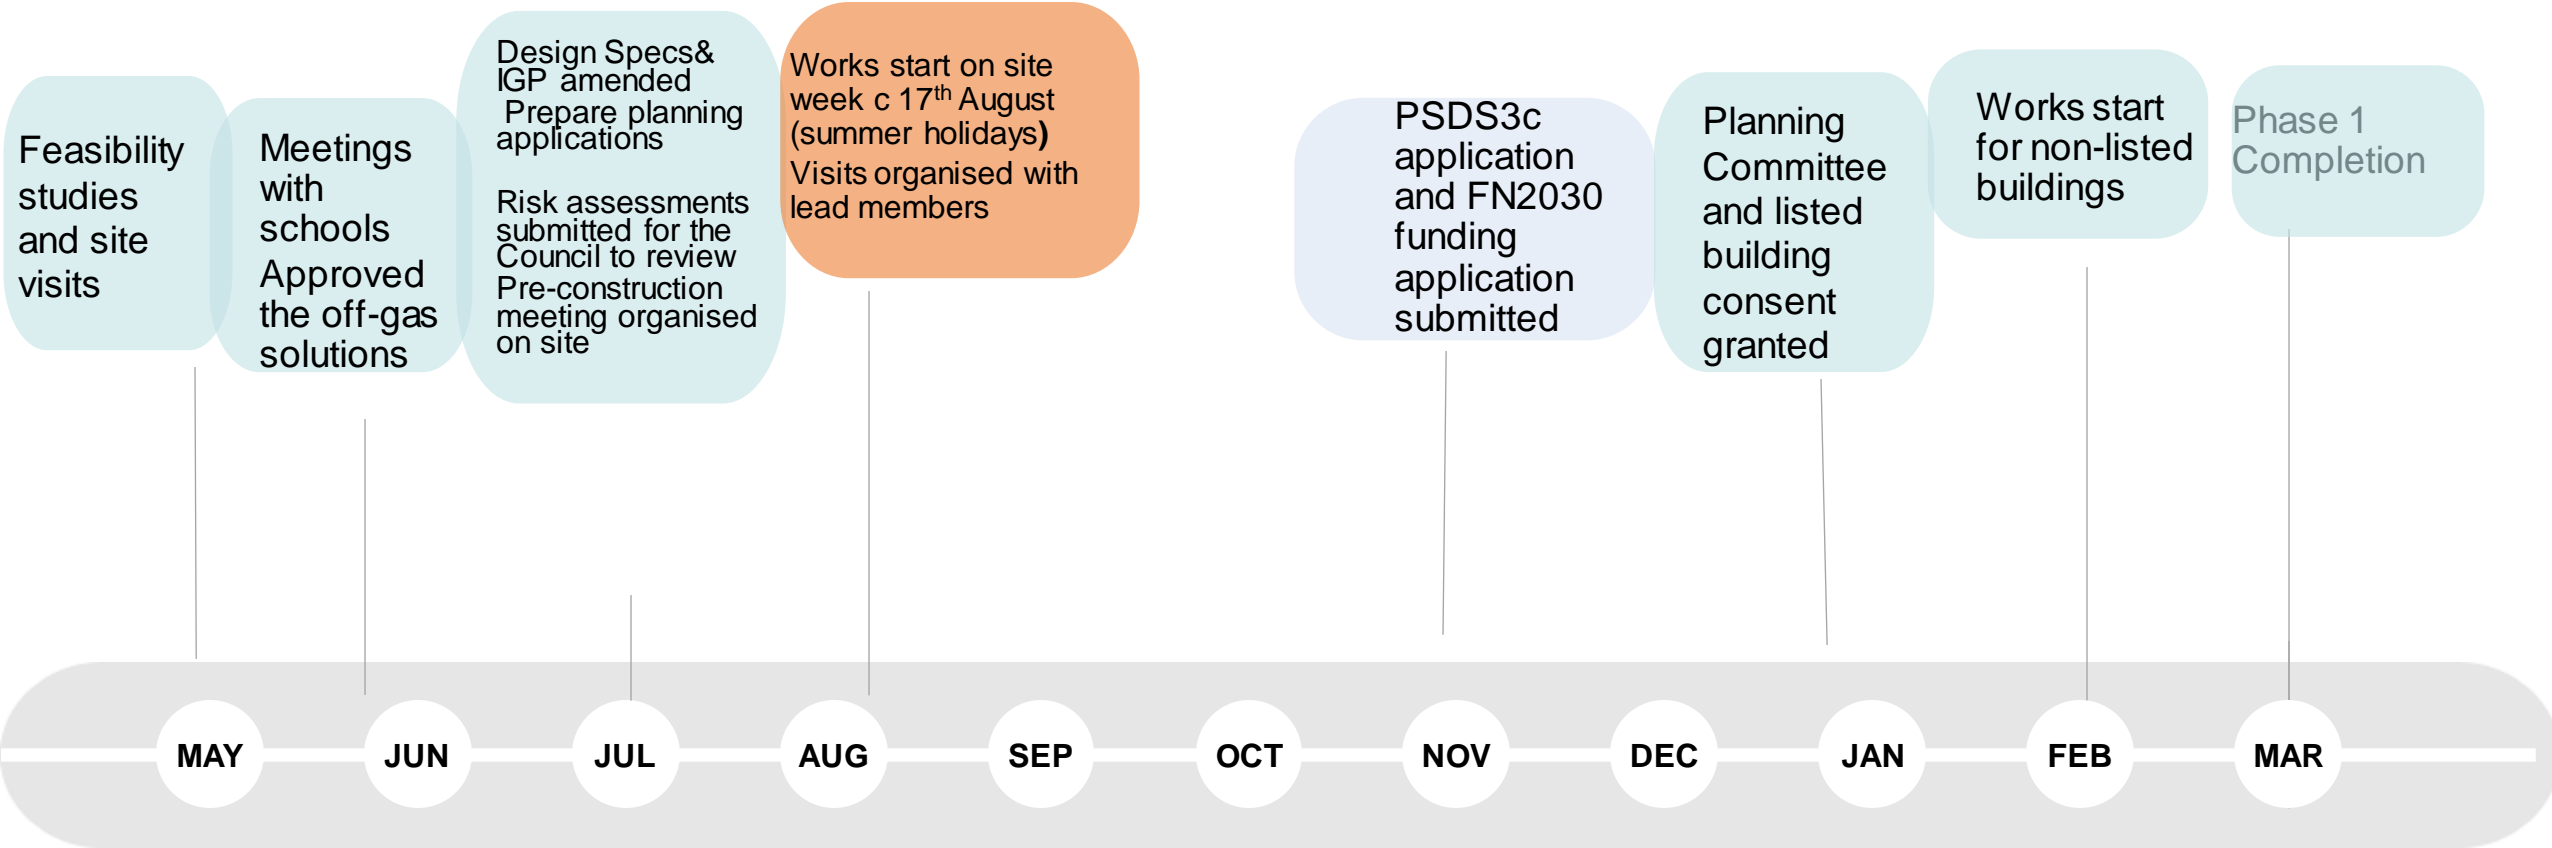 Feasibility
studies
and site
visits
Meetings
with
schools
Approved
the off-gas
solutions
Design Specs&
IGP amended
Prepare planning
applications
Risk assessments
submitted for the
Council to review
Pre-construction
meeting organised
on site
Works start on site
week c 17th August
(summer holidays)
Visits organised with
lead members
PSDS3c
application
and FN2030
funding
application
submitted
Planning
Committee
and listed
building
consent
granted
Works start
for non-listed
buildings
Phase 1
Completion
MAY JUN JUL AUG SEP OCT NOV DEC JAN FEB MAR